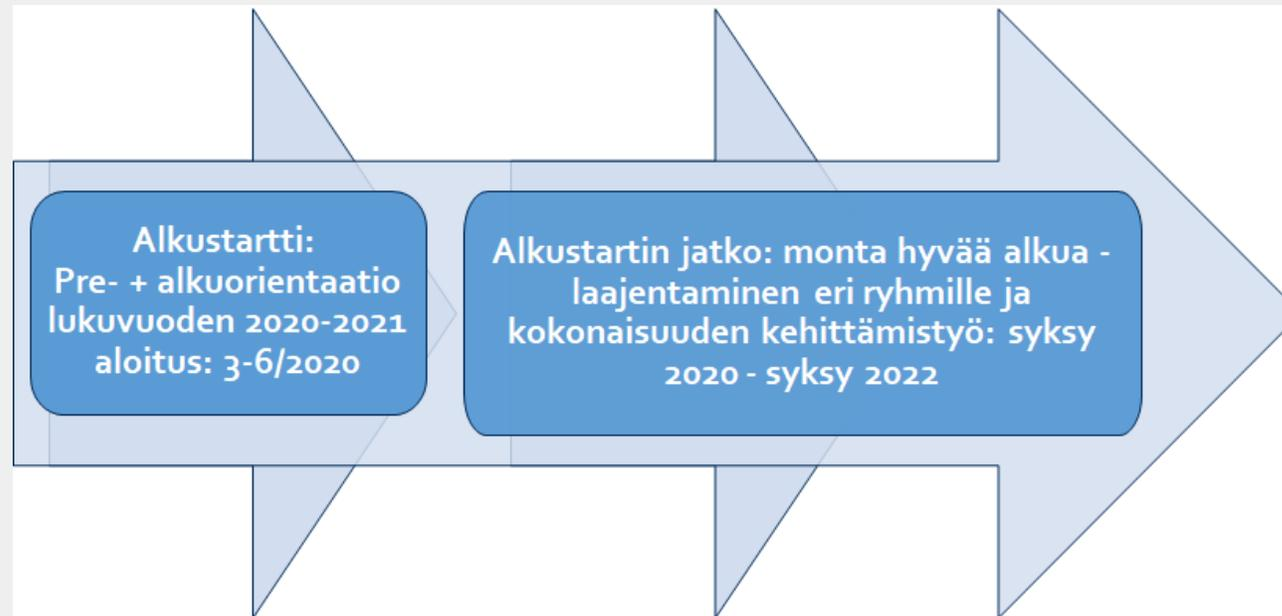 Alkustartti:
Pre- + alkuorientaatio
lukuvuoden 2020-2021
aloitus: 3-6/2020
Alkustartin jatko: monta hyvää alkua -
laajentaminen eri ryhmille ja
kokonaisuuden kehittämistyö: syksy
2020 - syksy 2022